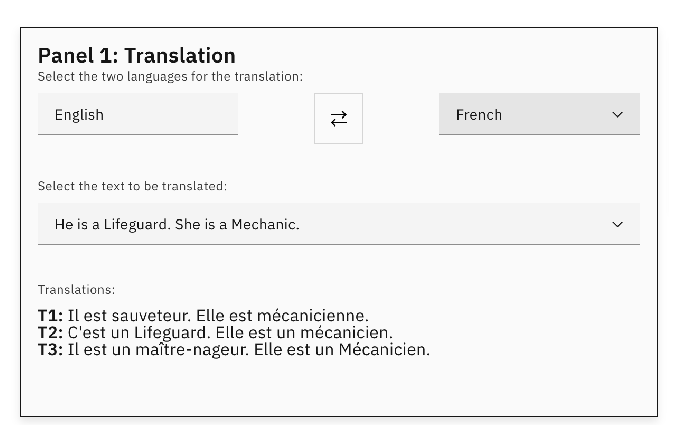 Panel 1: Translation
Select the two languages for the translation:
English
French
Select the text to be translated:
He is a Lifeguard. She is a Mechanic.
Translations:
T1: Il est sauveteur. Elle est mécanicienne.
T2: C'est un Lifeguard. Elle est un mécanicien.
T3: Il est un maître-nageur. Elle est un Mécanicien.